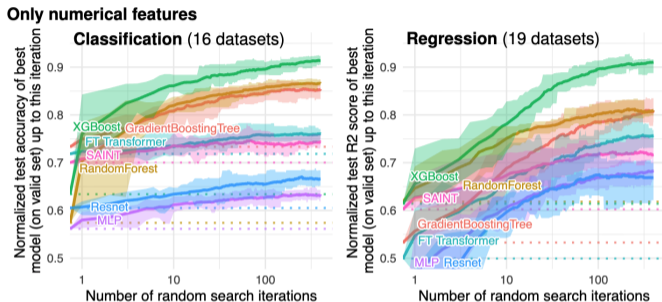 Only numerical features
Classification (16 datasets)
Normalized test accuracy of best
model (on valid set) up to this iteration
0.9
0.8
0.7
0.6
0.5
XGBoost
GradientBoostingTree
FT Transformer
SAINT
RandomForest
Resnet
MLP
1
10
100
Number of random search iterations
Regression (19 datasets)
Normalized test R2 score of best
model (on valid set) up to this iteration
0.9
0.8
0.7
0.6
0.5
XGBoost
RandomForest
SAINT
GradientBoostingTree
FT Transformer
MLP Resnet
1
10
100
Number of random search iterations